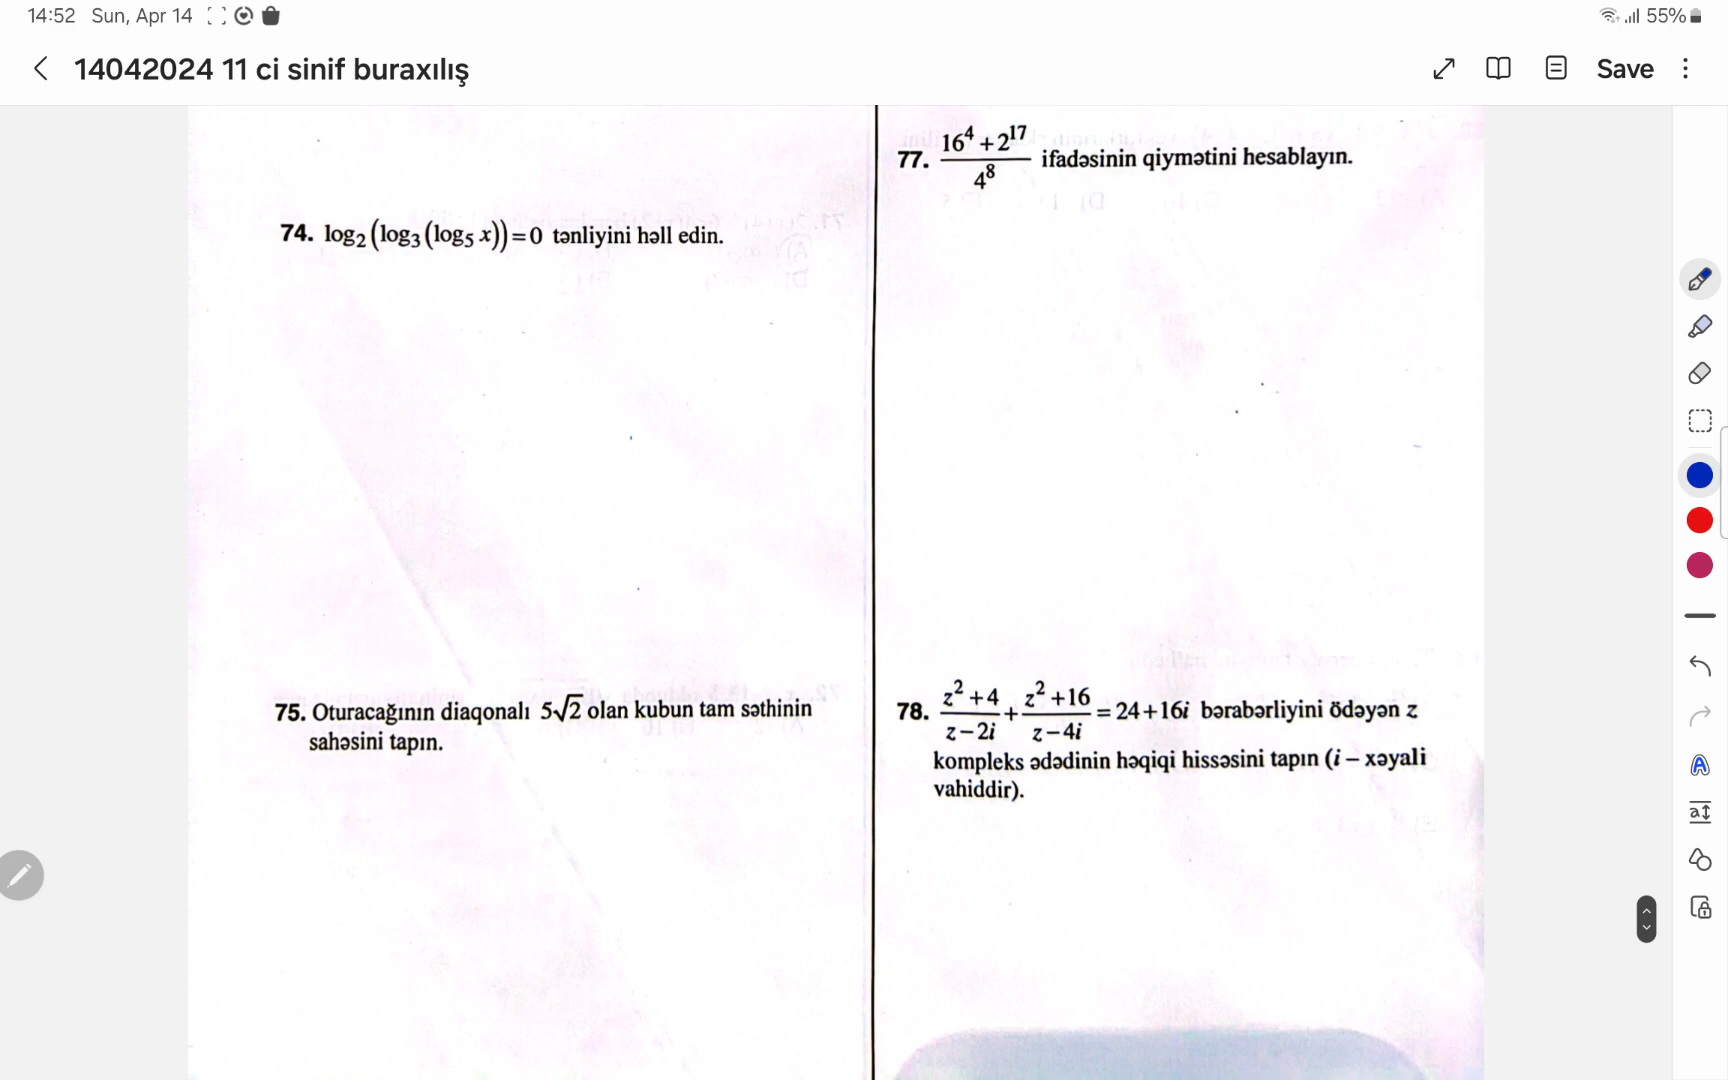 14:52 Sun, Apr 14
55%
14042024 11 ci sinif buraxılış
Save
74. log₂(log₃(log₅ x))=0 tənliyini həll edin.
75. Oturacağının diaqonalı 5√2 olan kubun tam səthinin
sahəsini tapın.
77. (16⁴+2¹⁷)/4⁸ ifadəsinin qiymətini hesablayın.
78. (z²+4)/(z−2i) + (z²+16)/(z−4i) = 24+16i bərabərliyini ödəyən z
kompleks ədədinin həqiqi hissəsini tapın (i – xəyali
vahiddir).